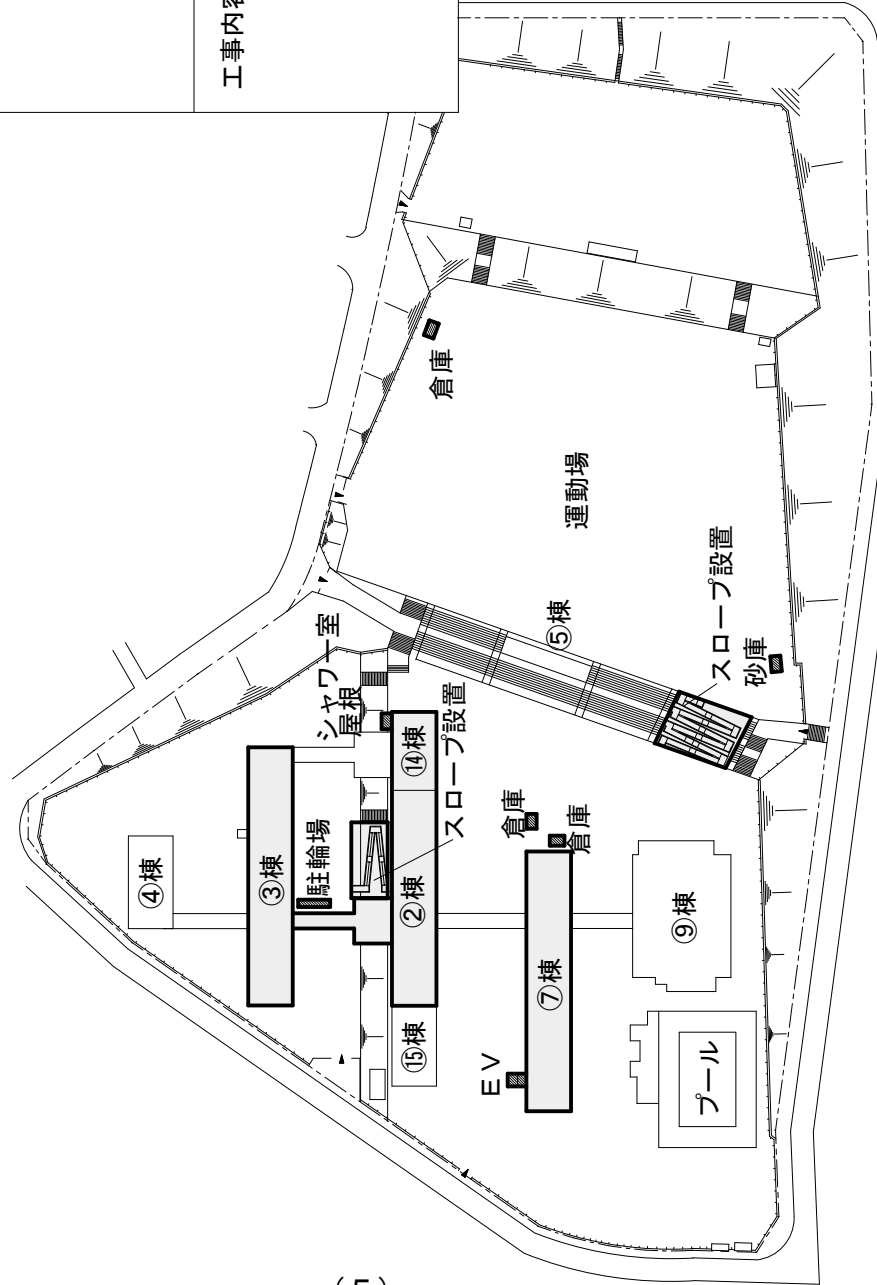 工事内容
倉庫
運動場
スロープ設置
砂庫
⑤棟
シャワー室
屋根
スロープ設置
⑭棟
倉庫
倉庫
駐輪場
④棟
③棟
②棟
⑨棟
⑦棟
⑮棟
ＥＶ
プール